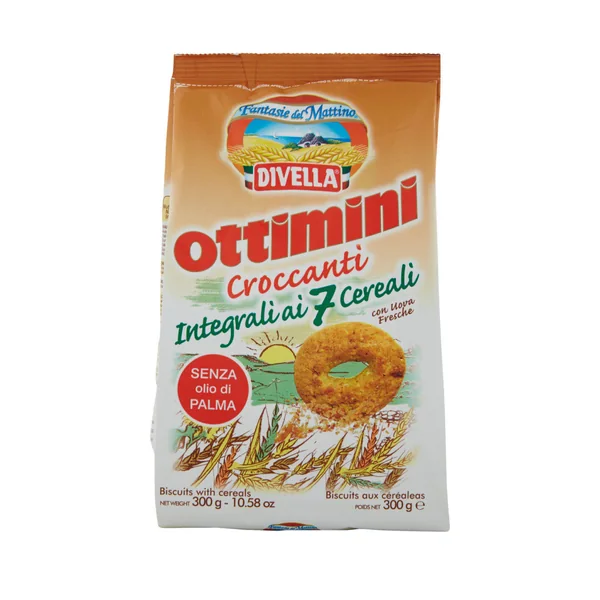 Fantasie del Mattino
DIVELLA
Ottimini
Croccanti
Integrali ai 7 Cereali
con Uova
Fresche
SENZA
olio di
PALMA
Biscuits with cereals
NET WEIGHT 300 g - 10.58 oz
Biscuits aux céréaleas
POIDS NET 300 g e